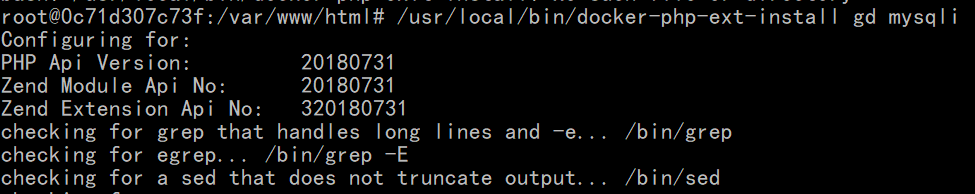 root@0c71d307c73f:/var/www/html# /usr/local/bin/docker-php-ext-install gd mysqli
Configuring for:
PHP Api Version:         20180731
Zend Module Api No:      20180731
Zend Extension Api No:   320180731
checking for grep that handles long lines and -e... /bin/grep
checking for egrep... /bin/grep -E
checking for a sed that does not truncate output... /bin/sed